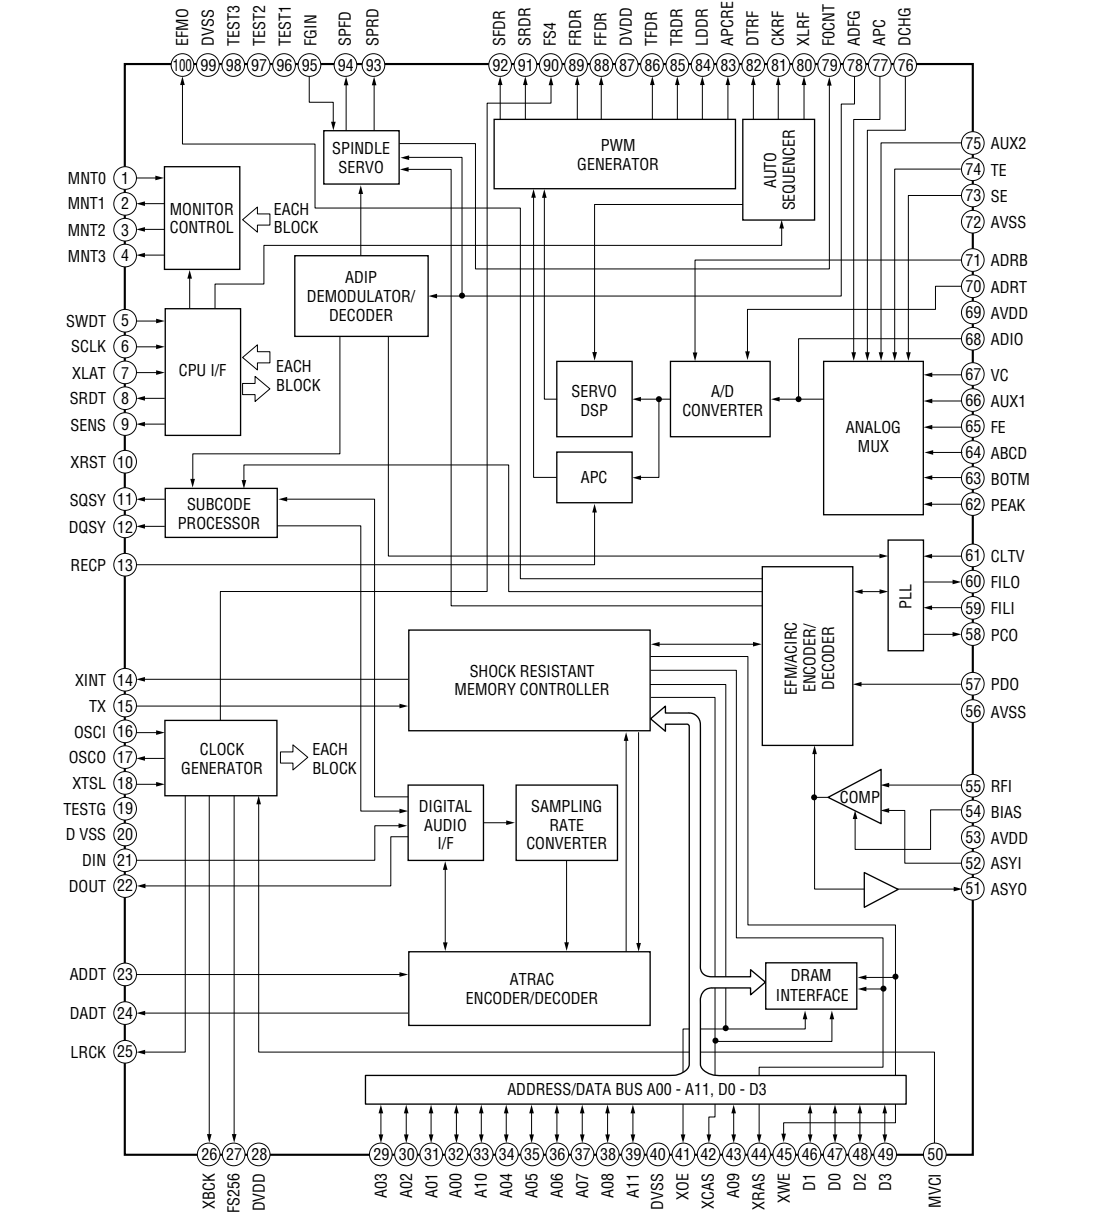 EFMO DVSS TEST3 TEST2 TEST1 FGIN SPFD SPRD SFDR SRDR FS4 FRDR FFDR DVDD TFDR TRDR LDDR APCRE DTRF CKRF XLRF FOCNT ADFG APC DCHG
100 99 98 97 96 95 94 93 92 91 90 89 88 87 86 85 84 83 82 81 80 79 78 77 76
SPINDLE
SERVO
PWM
GENERATOR
AUTO
SEQUENCER
MNT0 1
MNT1 2
MNT2 3
MNT3 4
MONITOR
CONTROL
EACH
BLOCK
75 AUX2
74 TE
73 SE
72 AVSS
71 ADRB
70 ADRT
69 AVDD
68 ADIO
ADIP
DEMODULATOR/
DECODER
SWDT 5
SCLK 6
XLAT 7
SRDT 8
SENS 9
XRST 10
CPU I/F
EACH
BLOCK
SERVO
DSP
A/D
CONVERTER
ANALOG
MUX
APC
67 VC
66 AUX1
65 FE
64 ABCD
63 BOTM
62 PEAK
SQSY 11
DQSY 12
RECP 13
SUBCODE
PROCESSOR
PLL
61 CLTV
60 FILO
59 FILI
58 PCO
EFM/ACIRC
ENCODER/
DECODER
57 PDO
56 AVSS
SHOCK RESISTANT
MEMORY CONTROLLER
XINT 14
TX 15
OSCI 16
OSCO 17
XTSL 18
TESTG 19
D VSS 20
DIN 21
DOUT 22
CLOCK
GENERATOR
EACH
BLOCK
DIGITAL
AUDIO
I/F
SAMPLING
RATE
CONVERTER
COMP
55 RFI
54 BIAS
53 AVDD
52 ASYI
51 ASYO
ADDT 23
DADT 24
LRCK 25
ATRAC
ENCODER/DECODER
DRAM
INTERFACE
ADDRESS/DATA BUS A00 - A11, D0 - D3
26 27 28 29 30 31 32 33 34 35 36 37 38 39 40 41 42 43 44 45 46 47 48 49 50
XBCK FS256 DVDD A03 A02 A01 A00 A10 A04 A05 A06 A07 A08 A11 DVSS XOE XCAS A09 XRAS XWE D1 D0 D2 D3 MVCI